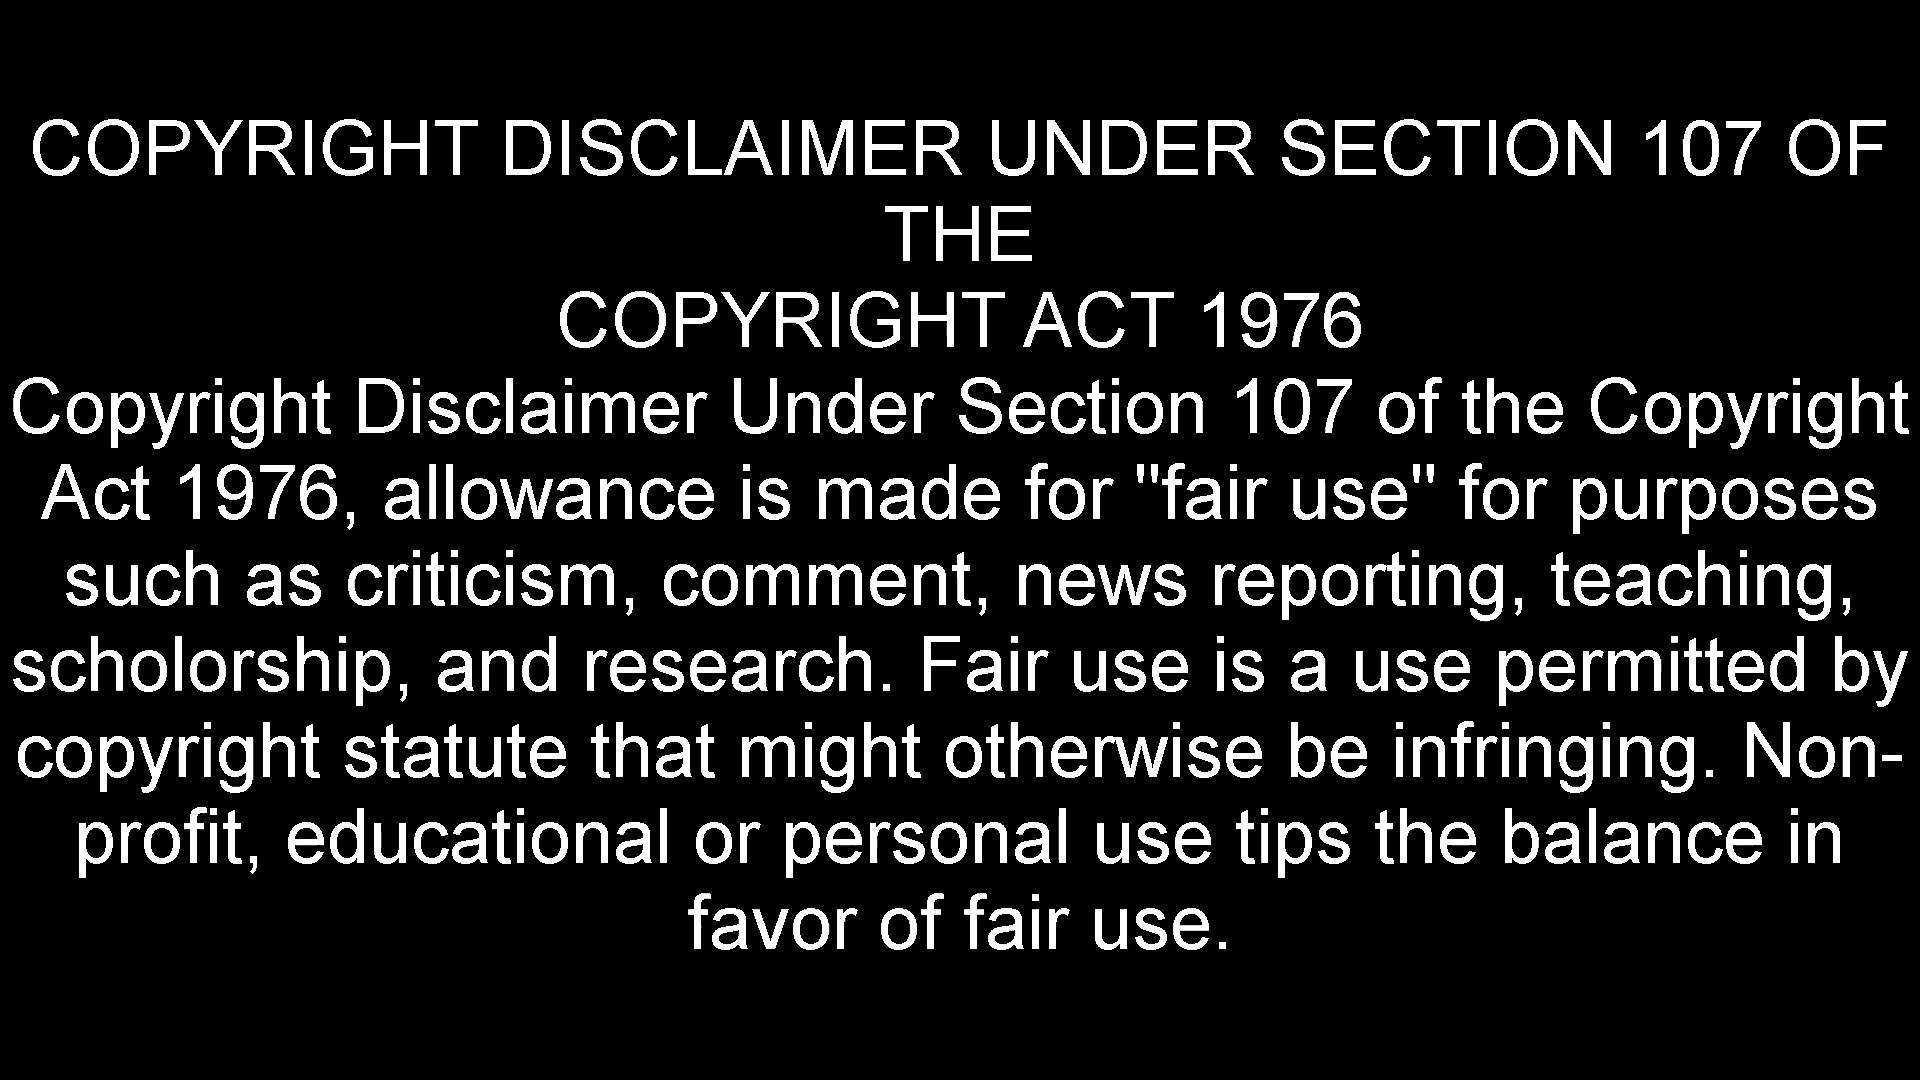 COPYRIGHT DISCLAIMER UNDER SECTION 107 OF
THE
COPYRIGHT ACT 1976
Copyright Disclaimer Under Section 107 of the Copyright
Act 1976, allowance is made for "fair use" for purposes
such as criticism, comment, news reporting, teaching,
scholorship, and research. Fair use is a use permitted by
copyright statute that might otherwise be infringing. Non-
profit, educational or personal use tips the balance in
favor of fair use.